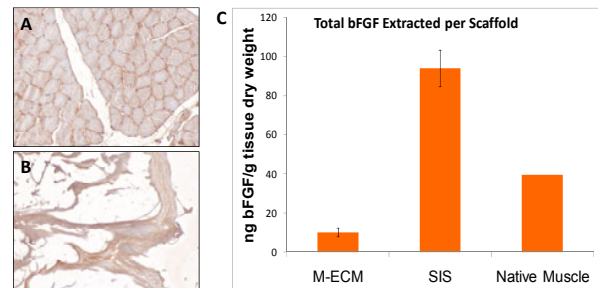 A
B
C
Total bFGF Extracted per Scaffold
ng bFGF/g tissue dry weight
120
100
80
60
40
20
0
M-ECM
SIS
Native Muscle